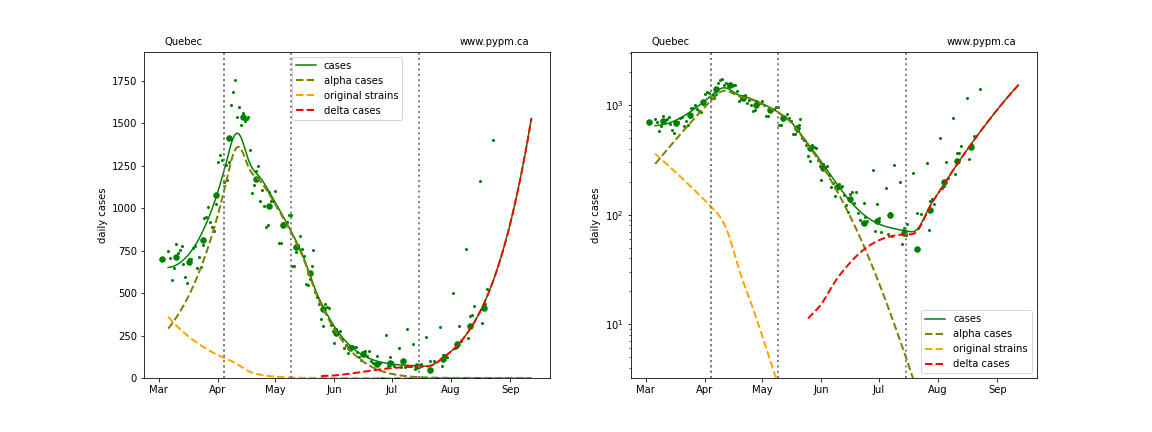 Quebec www.pypm.ca
cases
alpha cases
original strains
delta cases
daily cases
1750
1500
1250
1000
750
500
250
0
Mar Apr May Jun Jul Aug Sep
Quebec www.pypm.ca
daily cases
10³
10²
10¹
cases
alpha cases
original strains
delta cases
Mar Apr May Jun Jul Aug Sep